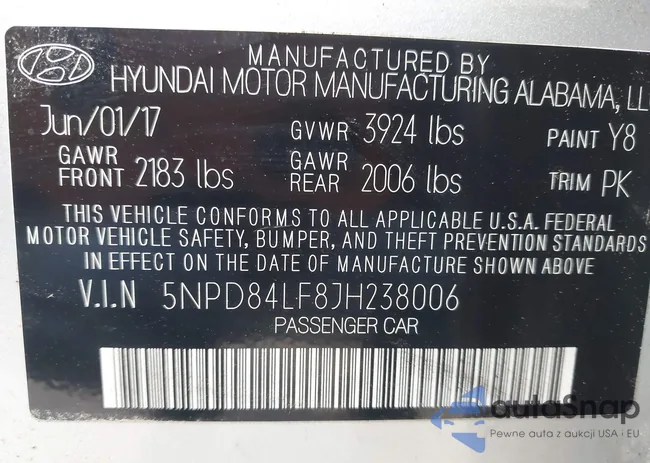 MANUFACTURED BY
HYUNDAI MOTOR MANUFACTURING ALABAMA, LL
Jun/01/17 GVWR 3924 lbs PAINT Y8
GAWR FRONT 2183 lbs GAWR REAR 2006 lbs TRIM PK
THIS VEHICLE CONFORMS TO ALL APPLICABLE U.S.A. FEDERAL
MOTOR VEHICLE SAFETY, BUMPER, AND THEFT PREVENTION STANDARDS
IN EFFECT ON THE DATE OF MANUFACTURE SHOWN ABOVE
V.I.N 5NPD84LF8JH238006
PASSENGER CAR
autaSnap
Pewne auta z aukcji USA i EU